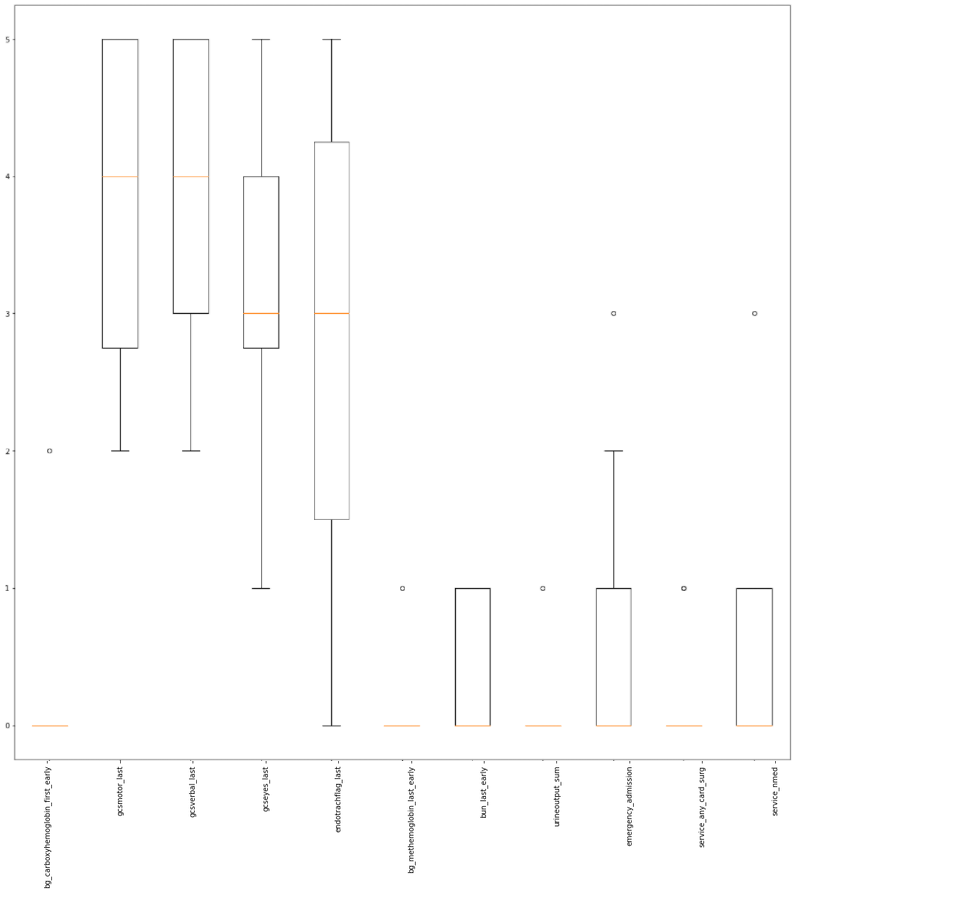 5
4
3
2
1
0
bg_carboxyhemoglobin_first_early
gcsmotor_last
gcsverbal_last
gcseyes_last
endotrachflag_last
bg_methemoglobin_last_early
bun_last_early
urineoutput_sum
emergency_admission
service_any_card_surg
service_nmed